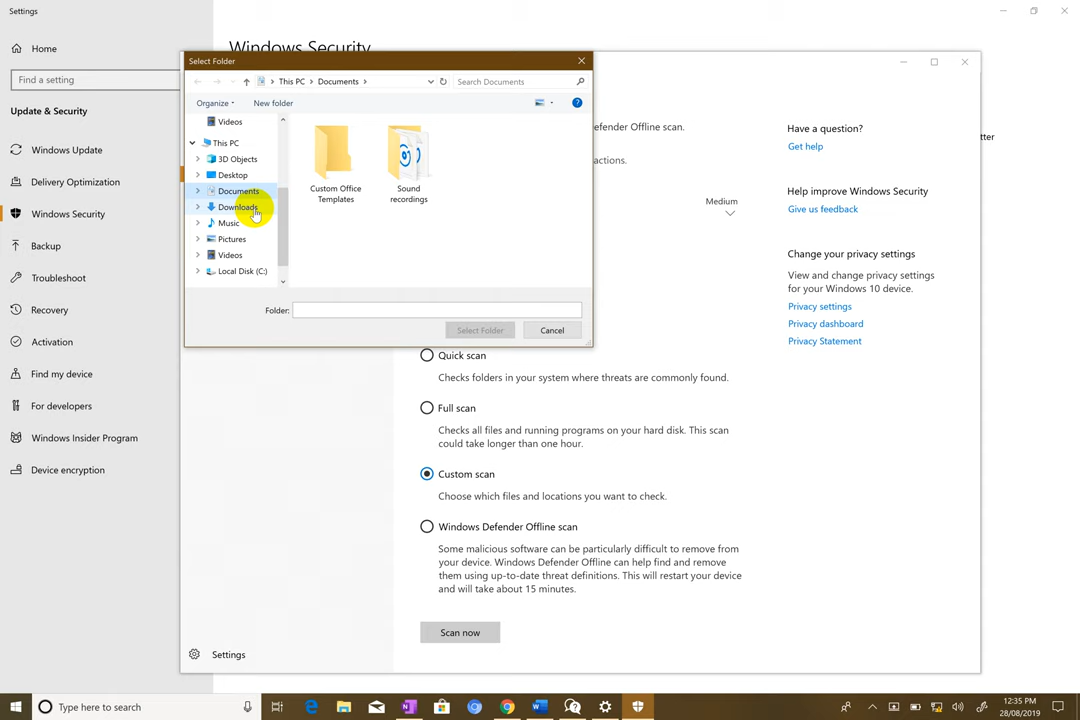 Settings
Home
Find a setting
Update & Security
Windows Update
Delivery Optimization
Windows Security
Backup
Troubleshoot
Recovery
Activation
Find my device
For developers
Windows Insider Program
Device encryption
Windows Security
Select Folder
This PC
Documents
Search Documents
Organize
New folder
Videos
This PC
3D Objects
Desktop
Documents
Downloads
Music
Pictures
Videos
Local Disk (C:)
Custom Office
Templates
Sound
recordings
Folder:
Select Folder
Cancel
efender Offline scan.
actions.
Medium
Quick scan
Checks folders in your system where threats are commonly found.
Full scan
Checks all files and running programs on your hard disk. This scan
could take longer than one hour.
Custom scan
Choose which files and locations you want to check.
Windows Defender Offline scan
Some malicious software can be particularly difficult to remove from
your device. Windows Defender Offline can help find and remove
them using up-to-date threat definitions. This will restart your device
and will take about 15 minutes.
Scan now
Settings
Have a question?
Get help
Help improve Windows Security
Give us feedback
Change your privacy settings
View and change privacy settings
for your Windows 10 device.
Privacy settings
Privacy dashboard
Privacy Statement
tter
Type here to search
12:35 PM
28/08/2019